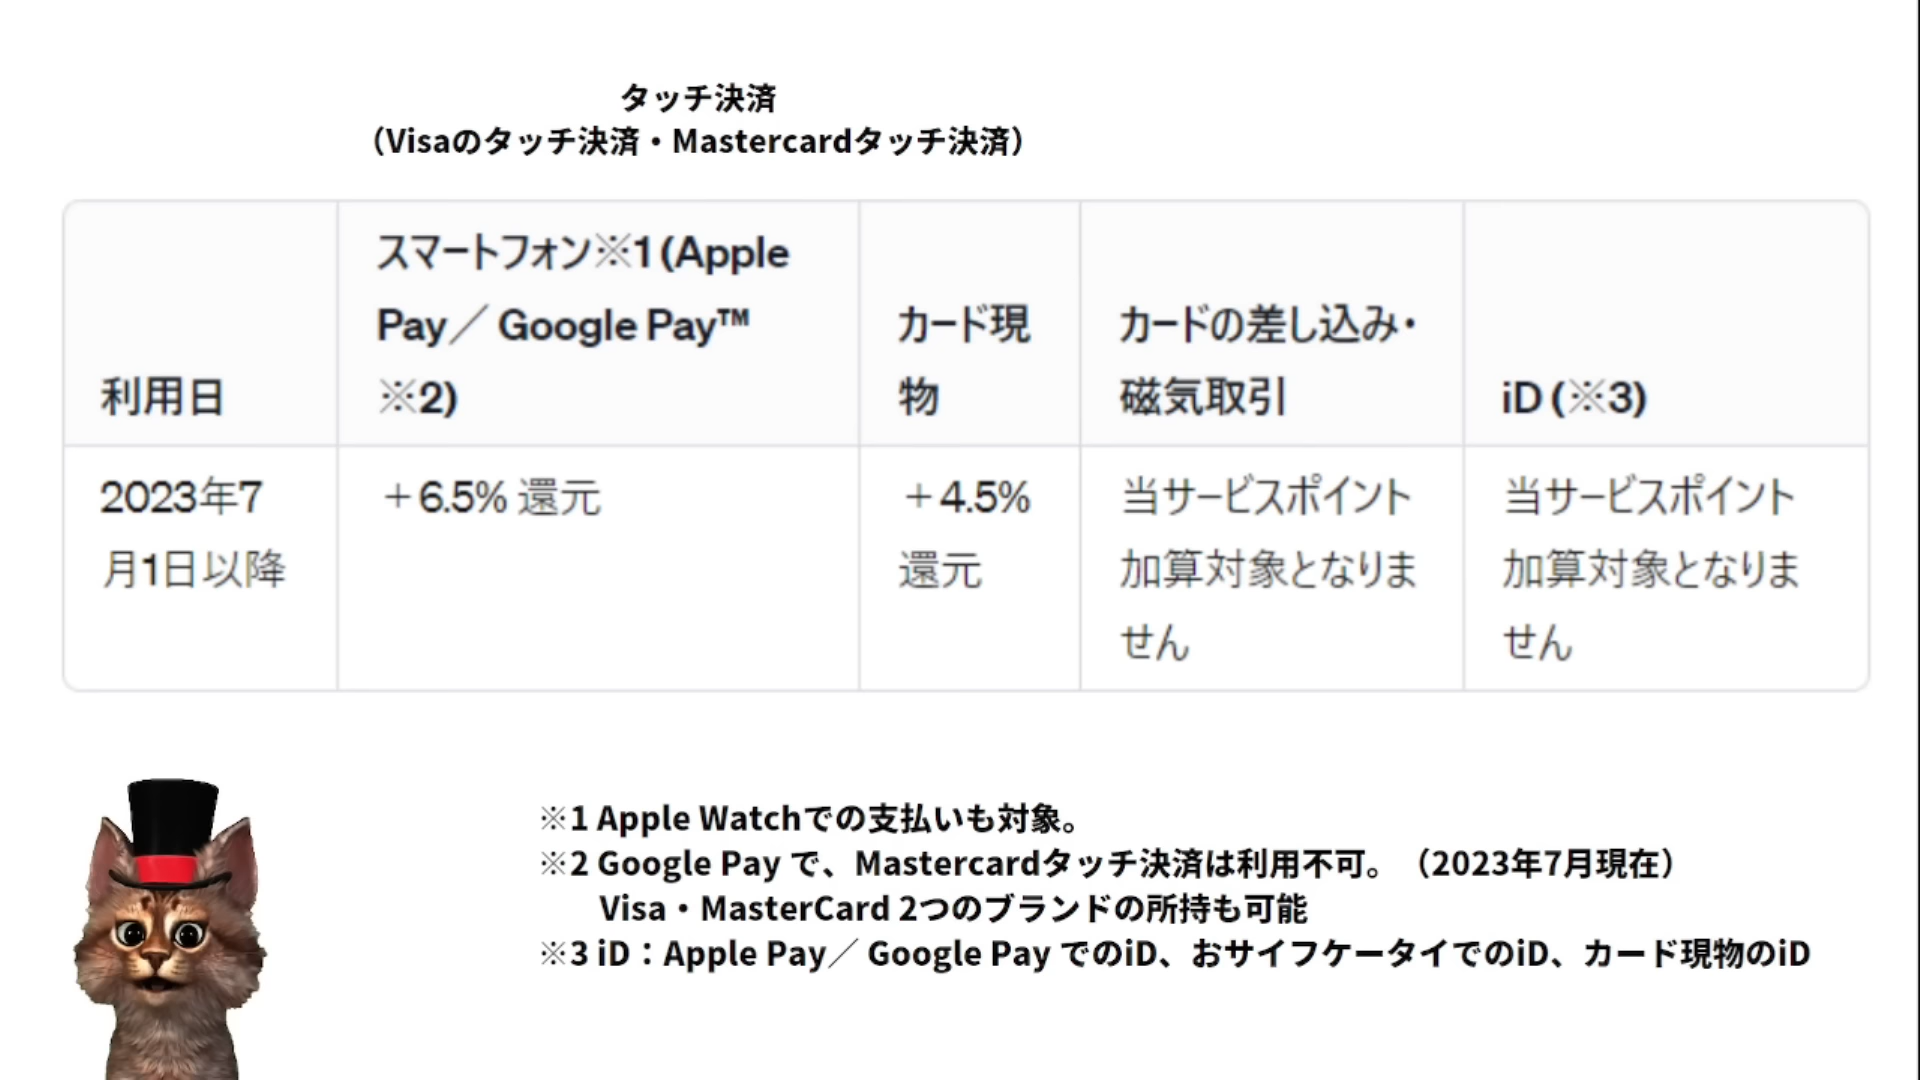 タッチ決済
（Visaのタッチ決済・Mastercardタッチ決済）
利用日
スマートフォン※1 (Apple
Pay／ Google Pay™
※2)
カード現
物
カードの差し込み・
磁気取引
iD (※3)
2023年7
月1日以降
＋6.5% 還元
＋4.5%
還元
当サービスポイント
加算対象となりま
せん
当サービスポイント
加算対象となりま
せん
※1 Apple Watchでの支払いも対象。
※2 Google Pay で、Mastercardタッチ決済は利用不可。（2023年7月現在）
Visa・MasterCard 2つのブランドの所持も可能
※3 iD：Apple Pay／ Google Pay でのiD、おサイフケータイでのiD、カード現物のiD